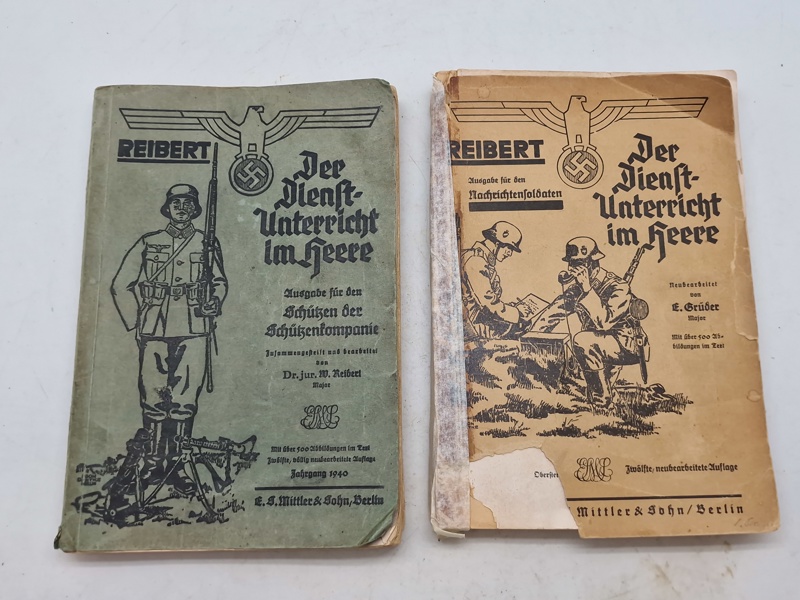 REIBERT
Der
Dienst-
Unterricht
im Heere
Ausgabe für den
Schützen der
Schützenkompanie
Zusammengestellt und bearbeitet
von
Dr. jur. W. Reibert
Major
Mit über 500 Abbildungen im Text
Zwölfte, völlig neubearbeitete Auflage
Jahrgang 1940
E. S. Mittler & Sohn, Berlin
REIBERT
Ausgabe für den
Nachrichtensoldaten
Der
Dienst-
Unterricht
im Heere
Neubearbeitet
von
E. Grüder
Major
Mit über 500 Ab-
bildungen im Text
Zwölfte, neubearbeitete Auflage
Mittler & Sohn / Berlin